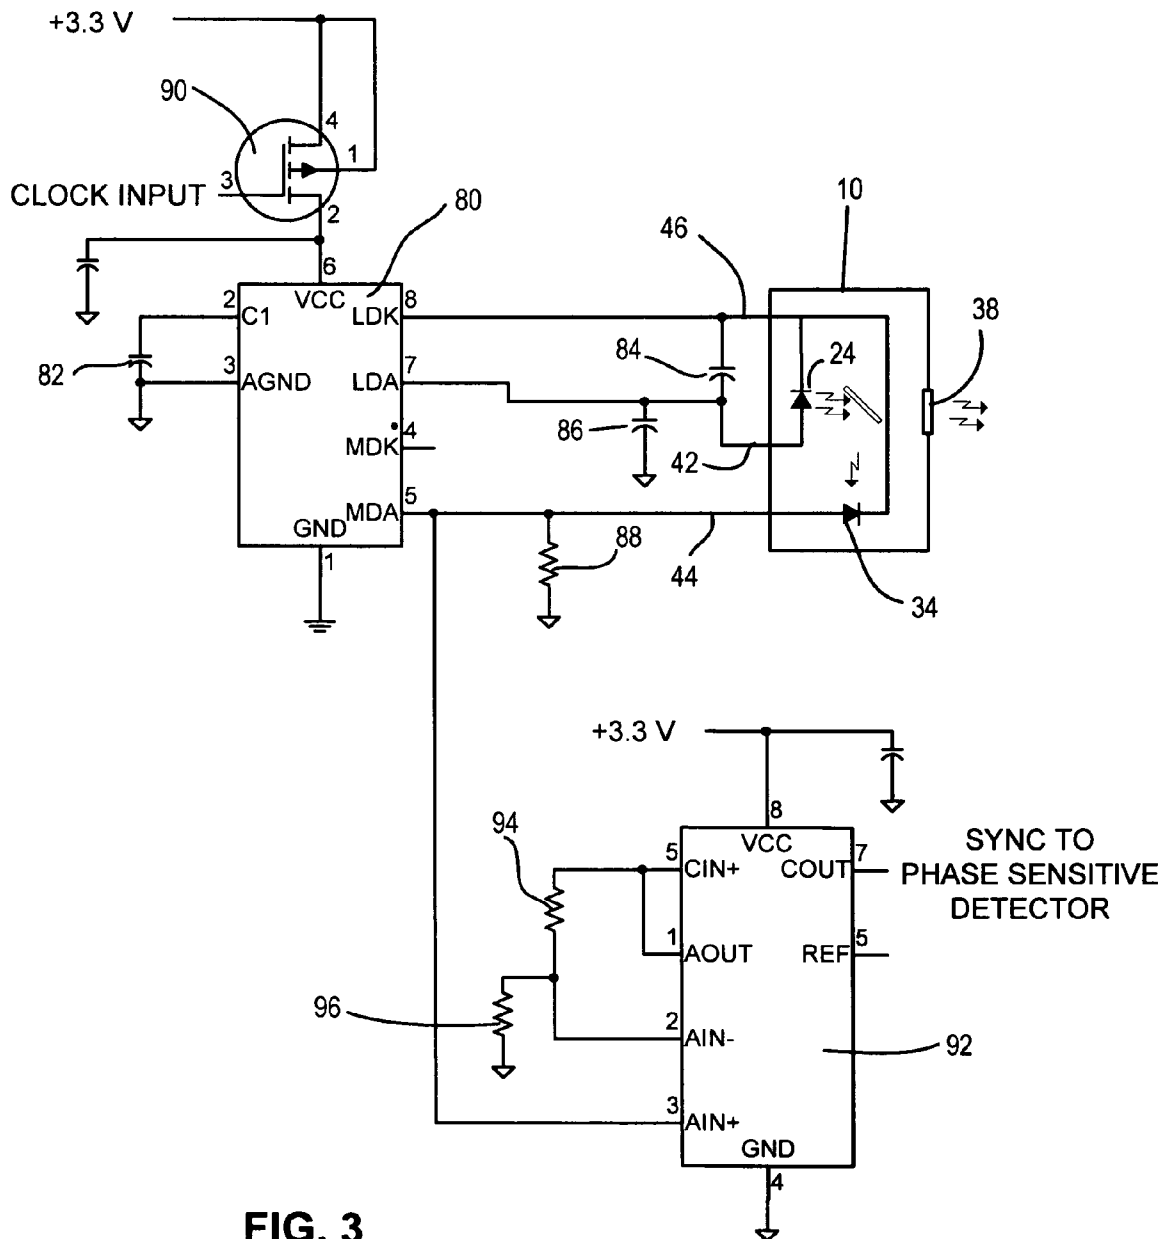 +3.3 V
90
4
1
CLOCK INPUT
3
2
80
6
VCC
2
C1
LDK
8
82
3
AGND
LDA
7
4
MDK
MDA
5
GND
1
46
10
38
84
24
86
42
88
44
34
+3.3 V
8
VCC
94
5
CIN+
COUT
7
SYNC TO
PHASE SENSITIVE
DETECTOR
1
AOUT
REF
5
96
2
AIN-
92
3
AIN+
GND
4
FIG. 3